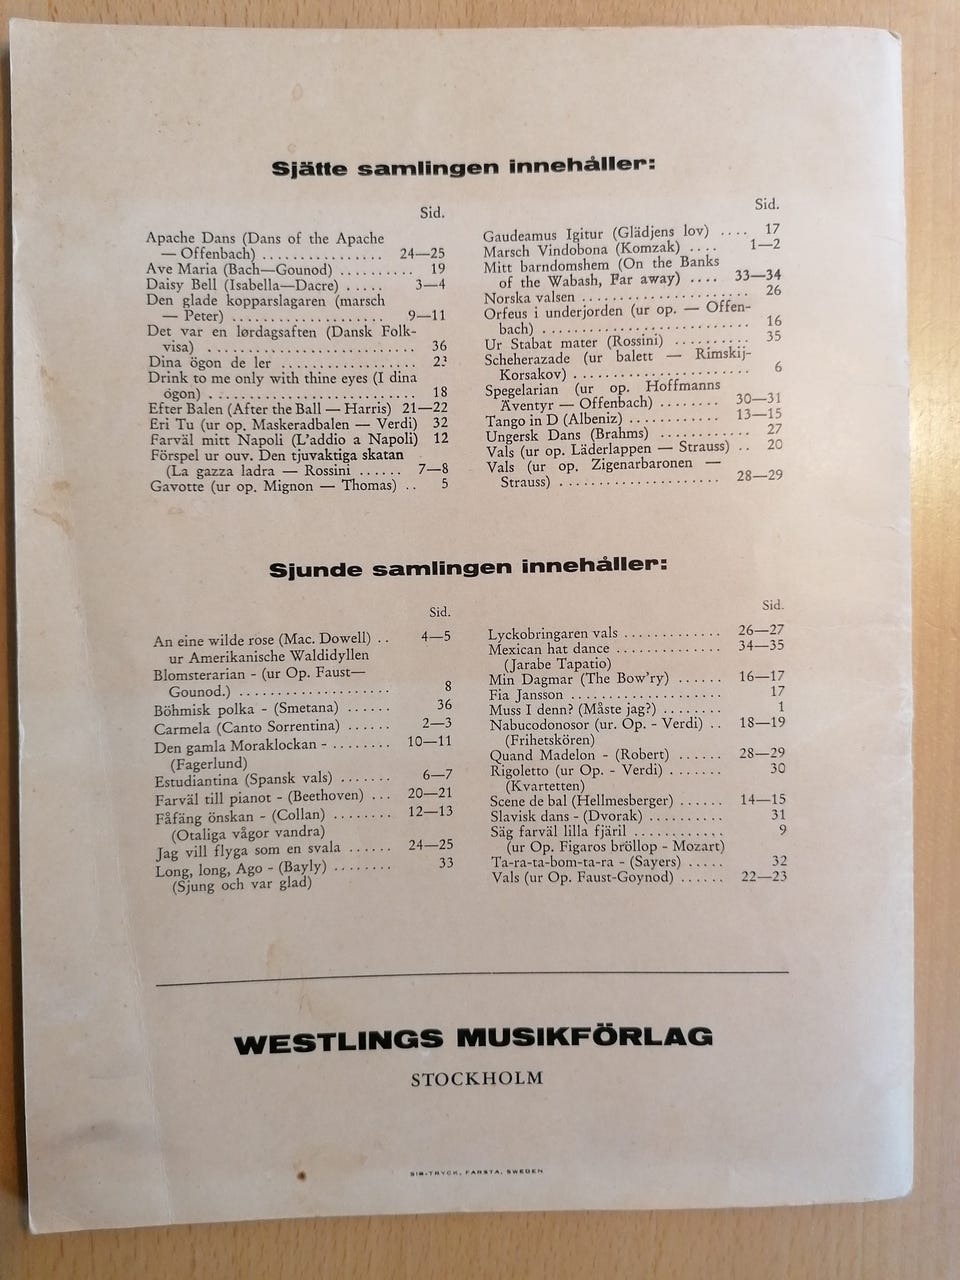 Sjätte samlingen innehåller:
Sid.
Apache Dans (Dans of the Apache
— Offenbach) ................ 24—25
Ave Maria (Bach—Gounod) .......... 19
Daisy Bell (Isabella—Dacre) ..... 3—4
Den glade kopparslagaren (marsch
— Peter) .................... 9—11
Det var en lørdagsaften (Dansk Folk-
visa) .......................... 36
Dina ögon de ler ..................
Drink to me only with thine eyes (I dina
ögon) .......................... 18
Efter Balen (After the Ball — Harris) 21—22
Eri Tu (ur op. Maskeradbalen — Verdi) 32
Farväl mitt Napoli (L'addio a Napoli) 12
Förspel ur ouv. Den tjuvaktiga skatan
(La gazza ladra — Rossini ...... 7—8
Gavotte (ur op. Mignon — Thomas) .. 5
Sid.
Gaudeamus Igitur (Glädjens lov) .... 17
Marsch Vindobona (Komzak) .... 1—2
Mitt barndomshem (On the Banks
of the Wabash, Far away) .... 33—34
Norska valsen ...................... 26
Orfeus i underjorden (ur op. — Offen-
bach) .......................... 16
Ur Stabat mater (Rossini) .......... 35
Scheherazade (ur balett — Rimskij-
Korsakov) ...................... 6
Spegelarian (ur op. Hoffmanns
Äventyr — Offenbach) ........ 30—31
Tango in D (Albeniz) ............ 13—15
Ungersk Dans (Brahms) ............ 27
Vals (ur op. Läderlappen — Strauss) .. 20
Vals (ur op. Zigenarbaronen —
Strauss) ..................... 28—29
Sjunde samlingen innehåller:
Sid.
An eine wilde rose (Mac. Dowell) .. 4—5
ur Amerikanische Waldidyllen
Blomsterarian - (ur Op. Faust—
Gounod.) .................... 8
Böhmisk polka - (Smetana) ...... 36
Carmela (Canto Sorrentina) ...... 2—3
Den gamla Moraklockan - ........ 10—11
(Fagerlund)
Estudiantina (Spansk vals) ....... 6—7
Farväl till pianot - (Beethoven) ... 20—21
Fåfäng önskan - (Collan) ........ 12—13
(Otaliga vågor vandra)
Jag vill flyga som en svala ...... 24—25
Long, long, Ago - (Bayly) ........ 33
(Sjung och var glad)
Sid.
Lyckobringaren vals ............. 26—27
Mexican hat dance .............. 34—35
(Jarabe Tapatio)
Min Dagmar (The Bow'ry) ...... 16—17
Fia Jansson .................... 17
Muss I denn? (Måste jag?) ........ 1
Nabucodonosor (ur. Op. - Verdi) .. 18—19
(Frihetskören)
Quand Madelon - (Robert) ...... 28—29
Rigoletto (ur Op. - Verdi) ....... 30
(Kvartetten)
Scene de bal (Hellmesberger) ...... 14—15
Slavisk dans - (Dvorak) .......... 31
Säg farväl lilla fjäril ............ 9
(ur Op. Figaros bröllop - Mozart)
Ta-ra-ta-bom-ta-ra - (Sayers) ..... 32
Vals (ur Op. Faust-Goynod) ...... 22—23
WESTLINGS MUSIKFÖRLAG
STOCKHOLM
SIB-TRYCK, FARSTA, SWEDEN